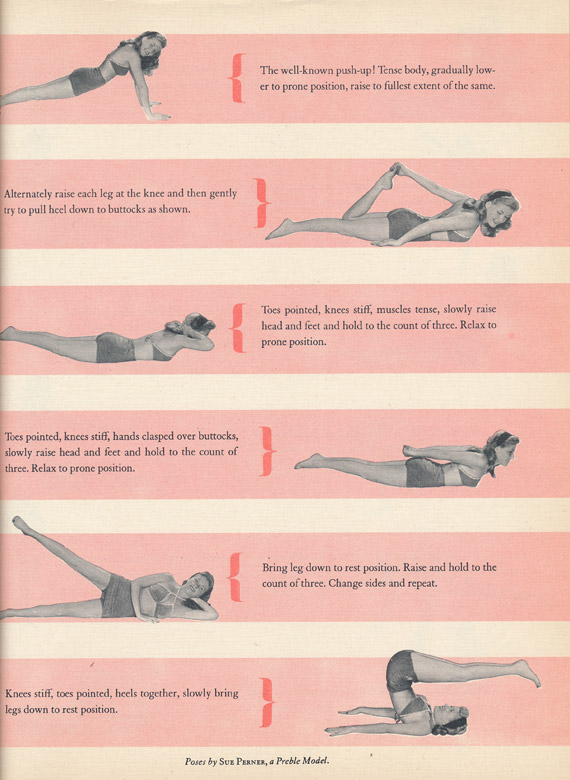 The well-known push-up! Tense body, gradually low-
er to prone position, raise to fullest extent of the same.
Alternately raise each leg at the knee and then gently
try to pull heel down to buttocks as shown.
Toes pointed, knees stiff, muscles tense, slowly raise
head and feet and hold to the count of three. Relax to
prone position.
Toes pointed, knees stiff, hands clasped over buttocks,
slowly raise head and feet and hold to the count of
three. Relax to prone position.
Bring leg down to rest position. Raise and hold to the
count of three. Change sides and repeat.
Knees stiff, toes pointed, heels together, slowly bring
legs down to rest position.
Poses by SUE PERNER, a Preble Model.